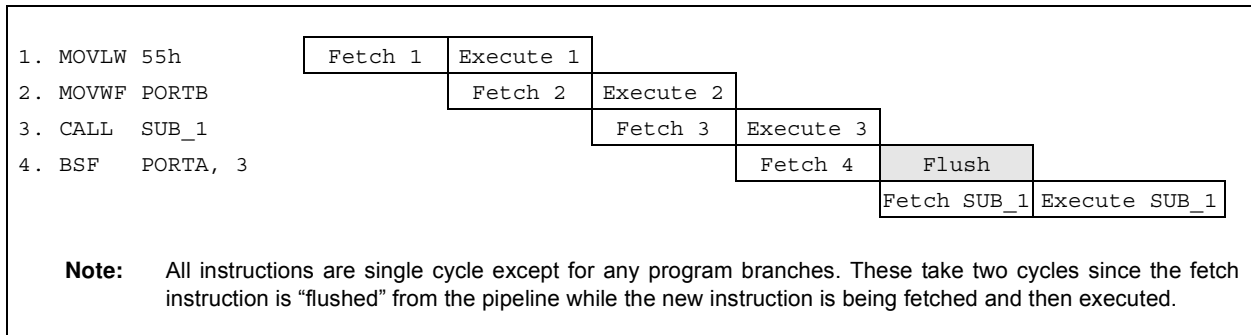 1. MOVLW 55h Fetch 1 Execute 1
2. MOVWF PORTB Fetch 2 Execute 2
3. CALL SUB_1 Fetch 3 Execute 3
4. BSF PORTA, 3 Fetch 4 Flush
Fetch SUB_1 Execute SUB_1
Note: All instructions are single cycle except for any program branches. These take two cycles since the fetch
instruction is “flushed” from the pipeline while the new instruction is being fetched and then executed.